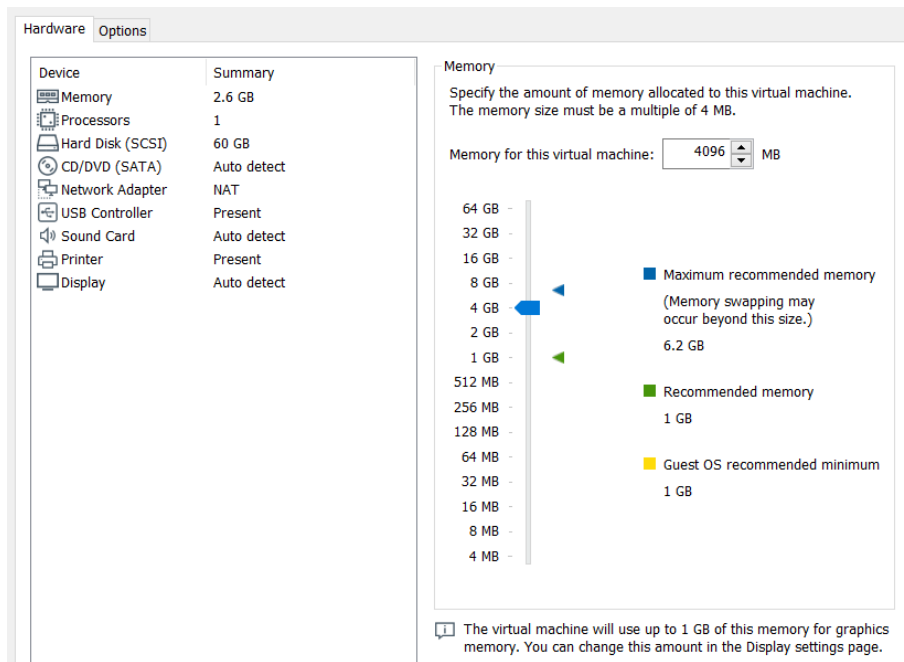 Hardware Options
Device Summary
Memory 2.6 GB
Processors 1
Hard Disk (SCSI) 60 GB
CD/DVD (SATA) Auto detect
Network Adapter NAT
USB Controller Present
Sound Card Auto detect
Printer Present
Display Auto detect
Memory
Specify the amount of memory allocated to this virtual machine.
The memory size must be a multiple of 4 MB.
Memory for this virtual machine: 4096 MB
64 GB
32 GB
16 GB
8 GB
4 GB
2 GB
1 GB
512 MB
256 MB
128 MB
64 MB
32 MB
16 MB
8 MB
4 MB
Maximum recommended memory
(Memory swapping may
occur beyond this size.)
6.2 GB
Recommended memory
1 GB
Guest OS recommended minimum
1 GB
The virtual machine will use up to 1 GB of this memory for graphics
memory. You can change this amount in the Display settings page.